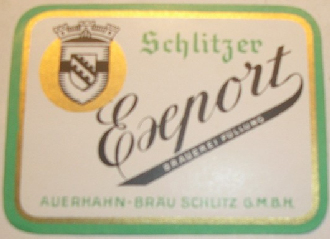 Schlitzer
Export
BRAUEREI FÜLLUNG
AUERHAHN-BRÄU SCHLITZ G.M.B.H.